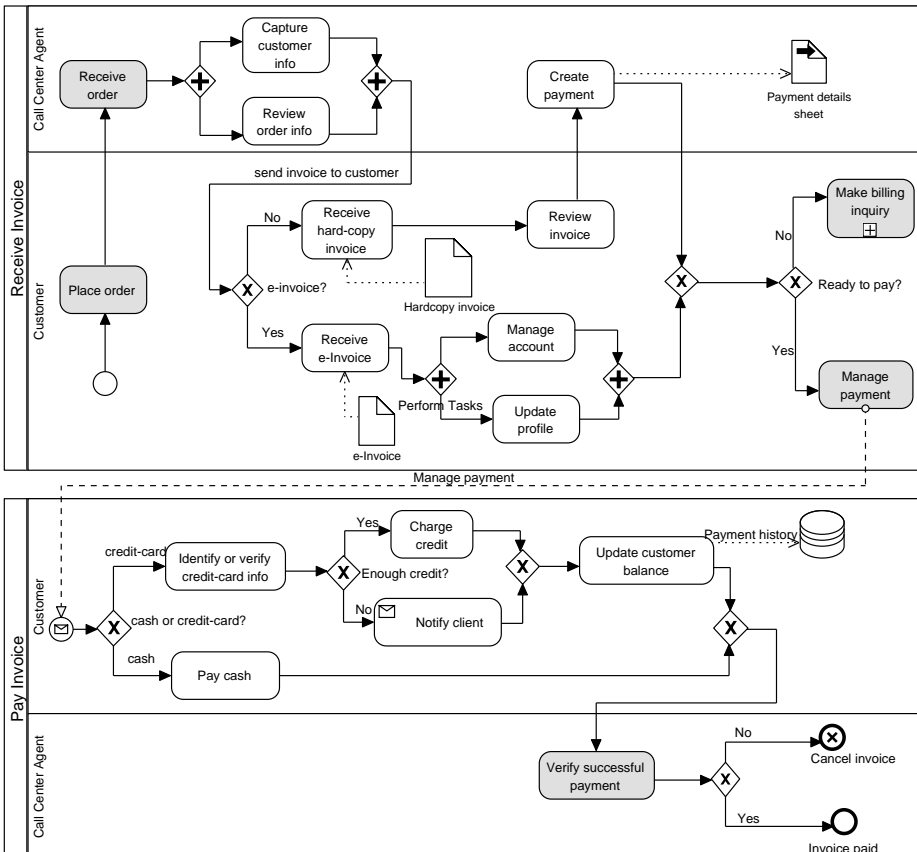 Receive Invoice
Call Center Agent
Receive
order
Capture
customer
info
Review
order info
Create
payment
Payment details
sheet
Customer
send invoice to customer
Place order
No
Receive
hard-copy
invoice
Review
invoice
e-invoice?
Hardcopy invoice
Yes
Receive
e-Invoice
e-Invoice
Perform Tasks
Manage
account
Update
profile
No
Make billing
inquiry
Ready to pay?
Yes
Manage
payment
Manage payment
Pay Invoice
Customer
credit-card
Identify or verify
credit-card info
cash or credit-card?
cash
Pay cash
Yes
Charge
credit
Enough credit?
No
Notify client
Update customer
balance
Payment history
Call Center Agent
Verify successful
payment
No
Cancel invoice
Yes
Invoice paid